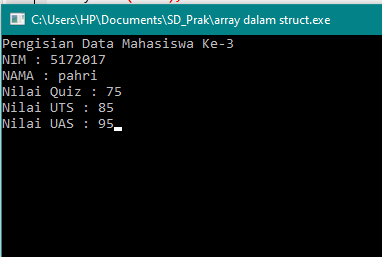 C:\Users\HP\Documents\SD_Prak\array dalam struct.exe
Pengisian Data Mahasiswa Ke-3
NIM : 5172017
NAMA : pahri
Nilai Quiz : 75
Nilai UTS : 85
Nilai UAS : 95